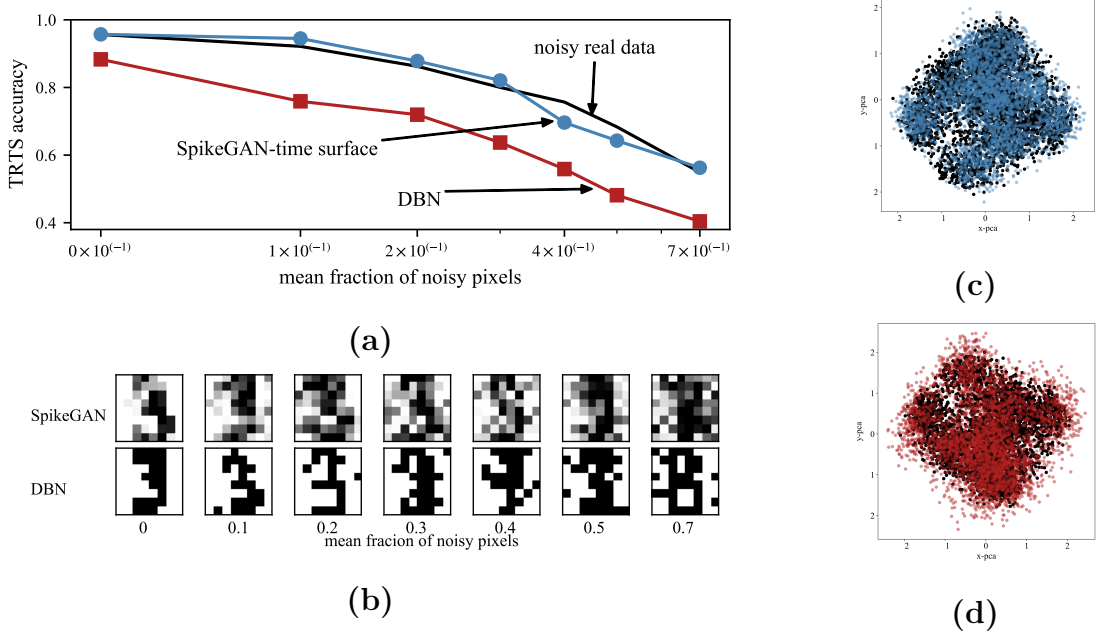 1.0
0.8
0.6
0.4
TRTS accuracy
noisy real data
SpikeGAN-time surface
DBN
0×10^(-1)
1×10^(-1)
2×10^(-1)
4×10^(-1)
7×10^(-1)
mean fraction of noisy pixels
(a)
SpikeGAN
DBN
0 0.1 0.2 0.3 0.4 0.5 0.7
mean fracion of noisy pixels
(b)
2
1
0
1
2
y-pca
2 1 0 1 2
x-pca
(c)
2
1
0
1
2
y-pca
2 1 0 1 2
x-pca
(d)